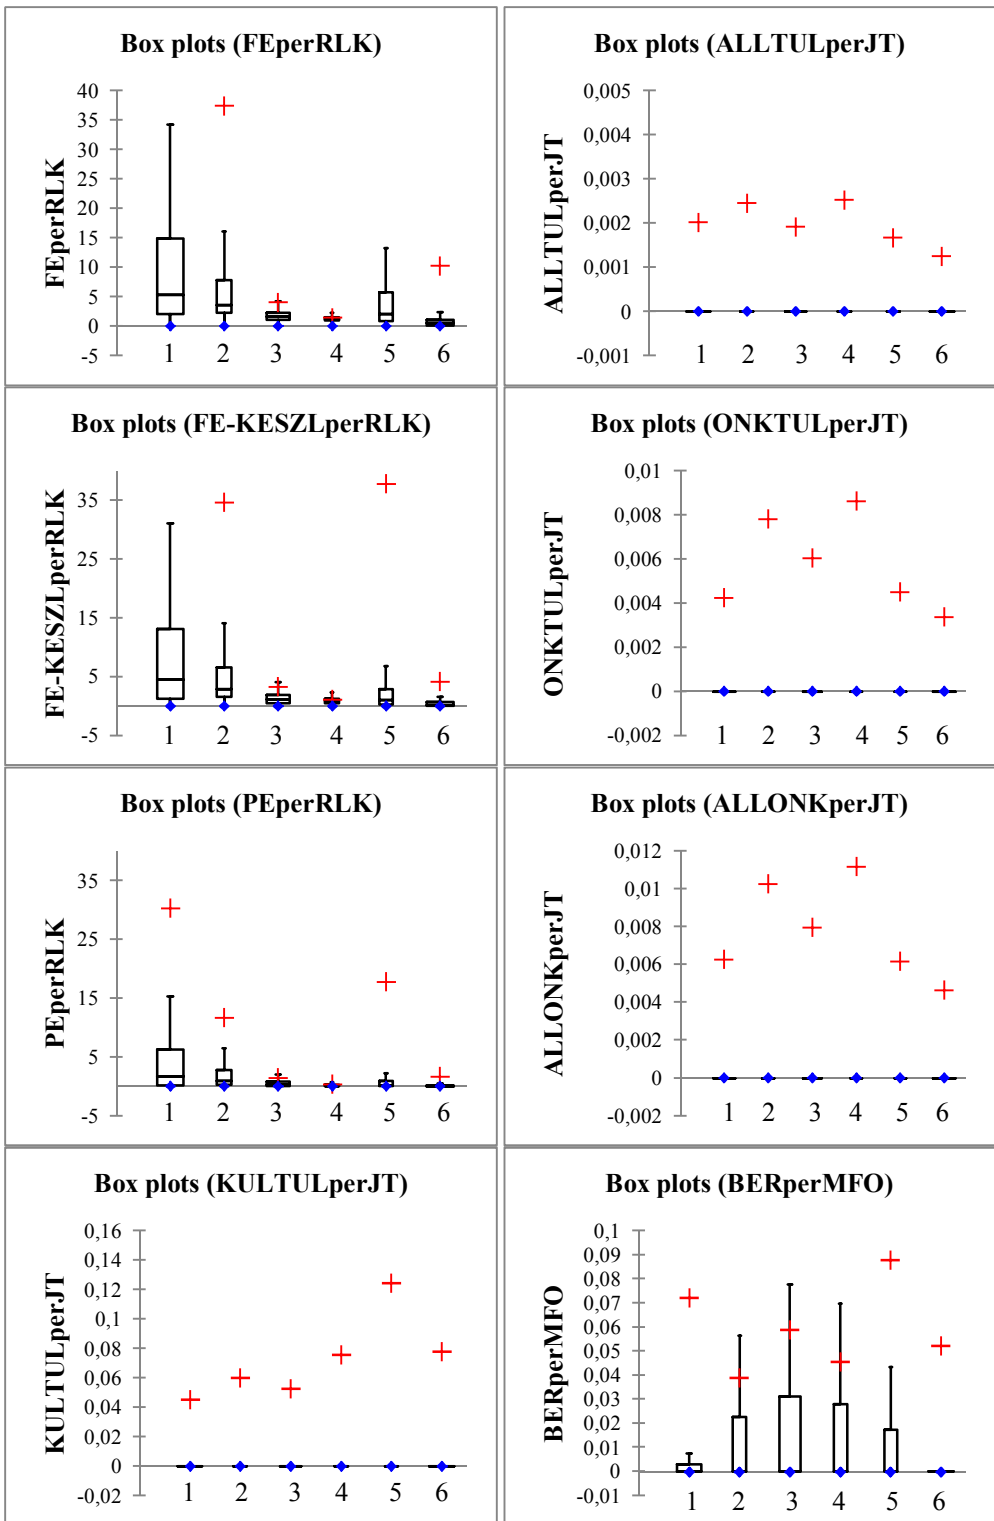 Box plots (FEperRLK)
FEperRLK
40
35
30
25
20
15
10
5
0
-5
1 2 3 4 5 6
Box plots (ALLTULperJT)
ALLTULperJT
0,005
0,004
0,003
0,002
0,001
0
-0,001
1 2 3 4 5 6
Box plots (FE-KESZLperRLK)
FE-KESZLperRLK
35
25
15
5
-5
1 2 3 4 5 6
Box plots (ONKTULperJT)
ONKTULperJT
0,01
0,008
0,006
0,004
0,002
0
-0,002
1 2 3 4 5 6
Box plots (PEperRLK)
PEperRLK
35
25
15
5
-5
1 2 3 4 5 6
Box plots (ALLONKperJT)
ALLONKperJT
0,012
0,01
0,008
0,006
0,004
0,002
0
-0,002
1 2 3 4 5 6
Box plots (KULTULperJT)
KULTULperJT
0,16
0,14
0,12
0,1
0,08
0,06
0,04
0,02
0
-0,02
1 2 3 4 5 6
Box plots (BERperMFO)
BERperMFO
0,1
0,09
0,08
0,07
0,06
0,05
0,04
0,03
0,02
0,01
0
-0,01
1 2 3 4 5 6